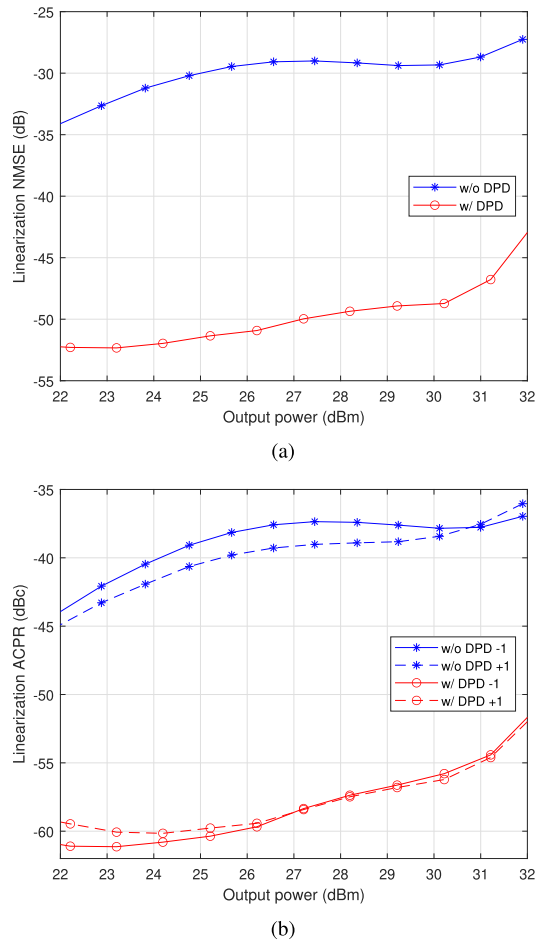 -25
-30
-35
-40
-45
-50
-55
Linearization NMSE (dB)
w/o DPD
w/ DPD
22 23 24 25 26 27 28 29 30 31 32
Output power (dBm)
(a)
-35
-40
-45
-50
-55
-60
Linearization ACPR (dBc)
w/o DPD -1
w/o DPD +1
w/ DPD -1
w/ DPD +1
22 23 24 25 26 27 28 29 30 31 32
Output power (dBm)
(b)